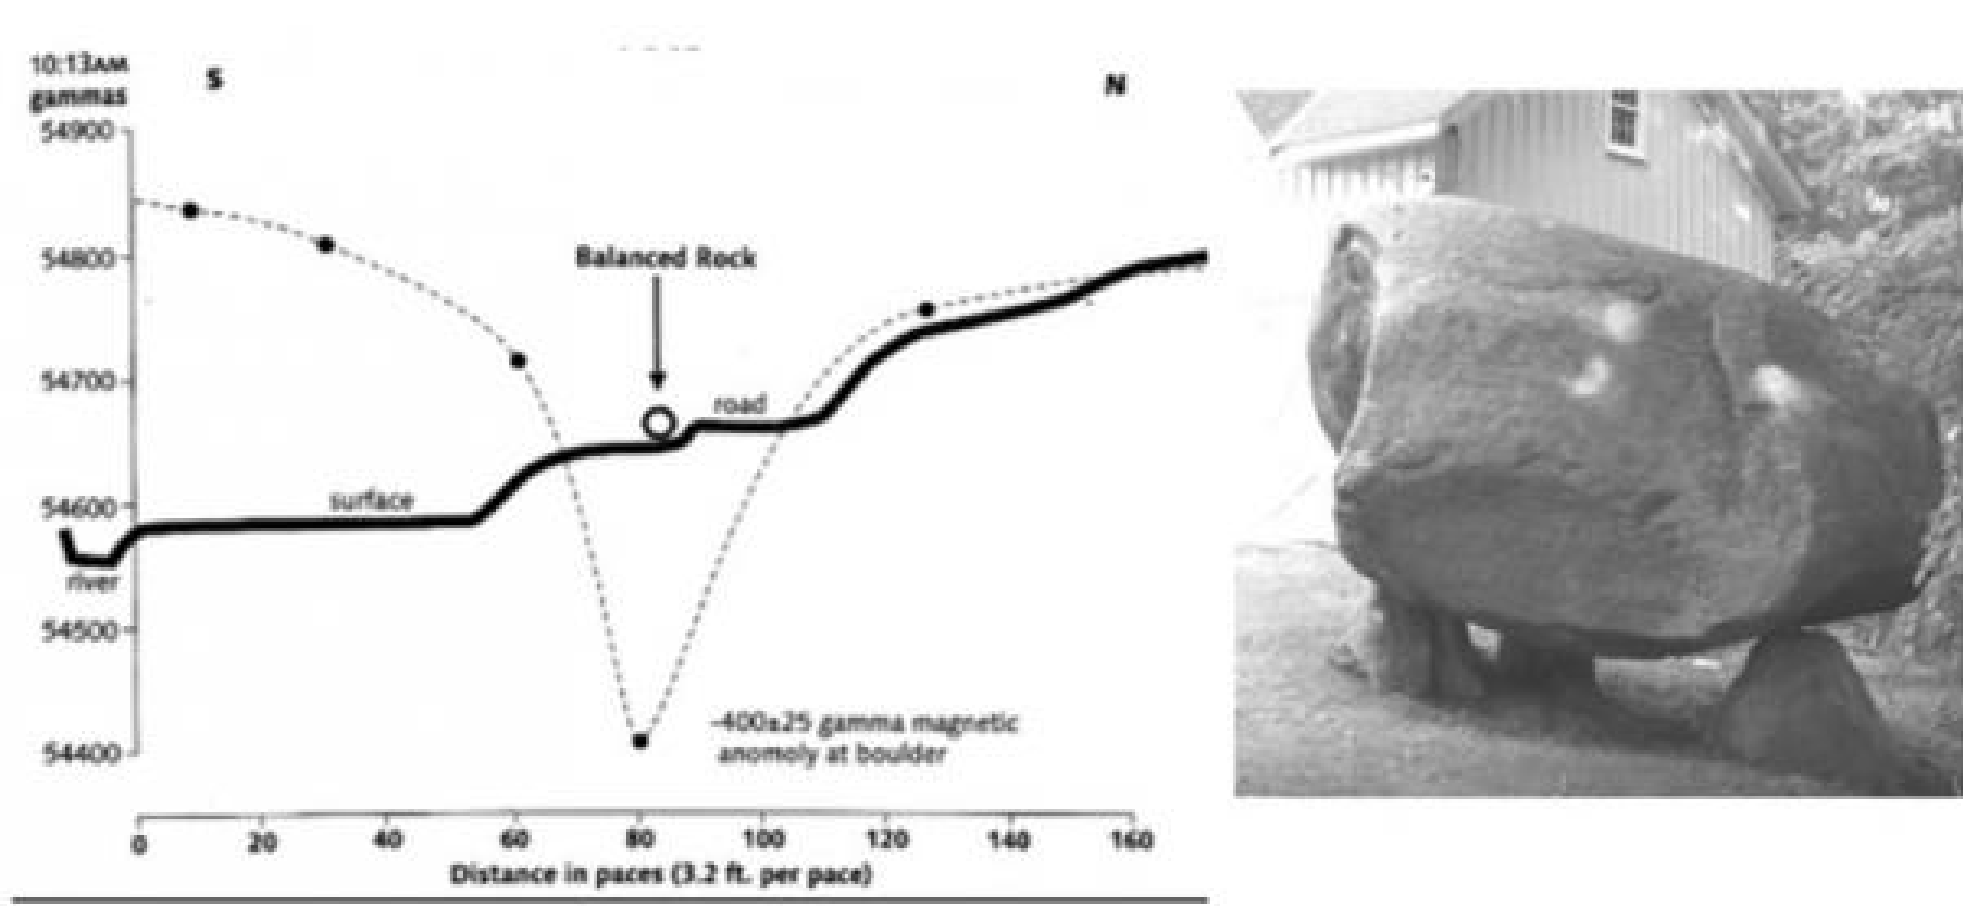 10:13AM
gammas
S
N
54900
54800
54700
54600
54500
54400
Balanced Rock
road
surface
river
-400±25 gamma magnetic
anomoly at boulder
0 20 40 60 80 100 120 140 160
Distance in paces (3.2 ft. per pace)